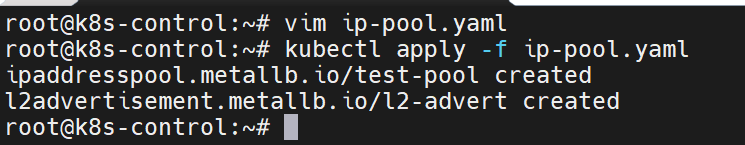 root@k8s-control:~# vim ip-pool.yaml
root@k8s-control:~# kubectl apply -f ip-pool.yaml
ipaddresspool.metallb.io/test-pool created
l2advertisement.metallb.io/l2-advert created
root@k8s-control:~#